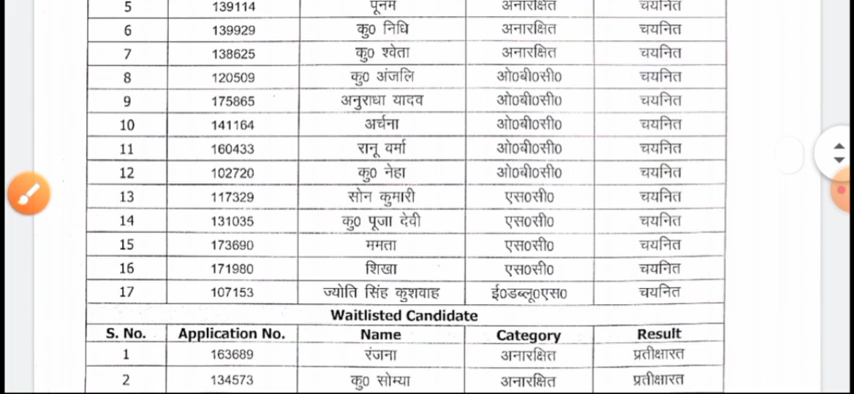 5 139114 पूनम अनारक्षित चयनित
6 139929 कु0 निधि अनारक्षित चयनित
7 138625 कु0 श्वेता अनारक्षित चयनित
8 120509 कु0 अंजलि ओ0बी0सी0 चयनित
9 175865 अनुराधा यादव ओ0बी0सी0 चयनित
10 141164 अर्चना ओ0बी0सी0 चयनित
11 160433 रानू वर्मा ओ0बी0सी0 चयनित
12 102720 कु0 नेहा ओ0बी0सी0 चयनित
13 117329 सोन कुमारी एस0सी0 चयनित
14 131035 कु0 पूजा देवी एस0सी0 चयनित
15 173690 ममता एस0सी0 चयनित
16 171980 शिखा एस0सी0 चयनित
17 107153 ज्योति सिंह कुशवाह ई0डब्लू0एस0 चयनित
Waitlisted Candidate
S. No. Application No. Name Category Result
1 163689 रंजना अनारक्षित प्रतीक्षारत
2 134573 कु0 सोम्या अनारक्षित प्रतीक्षारत